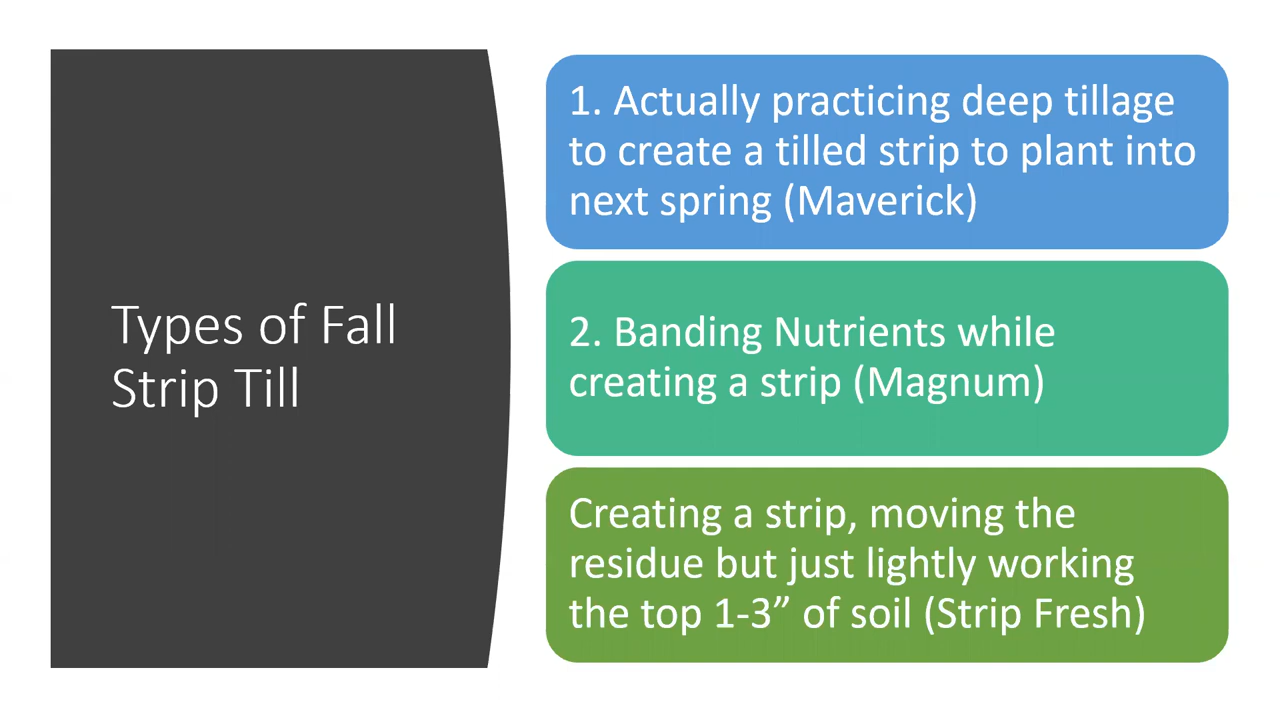 Types of Fall
Strip Till
1. Actually practicing deep tillage
to create a tilled strip to plant into
next spring (Maverick)
2. Banding Nutrients while
creating a strip (Magnum)
Creating a strip, moving the
residue but just lightly working
the top 1-3” of soil (Strip Fresh)